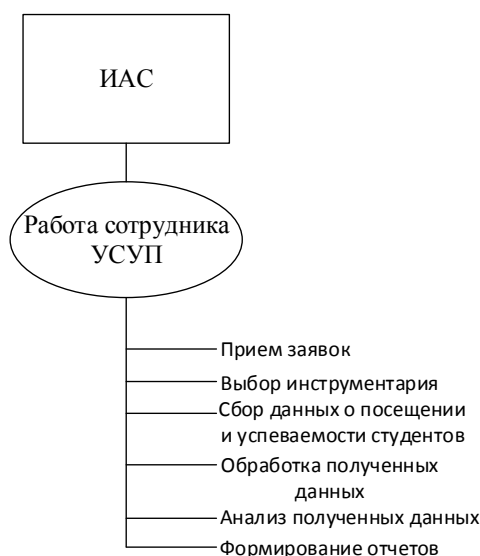 ИАС
Работа сотрудника
УСУП
Прием заявок
Выбор инструментария
Сбор данных о посещении
и успеваемости студентов
Обработка полученных
данных
Анализ полученных данных
Формирование отчетов